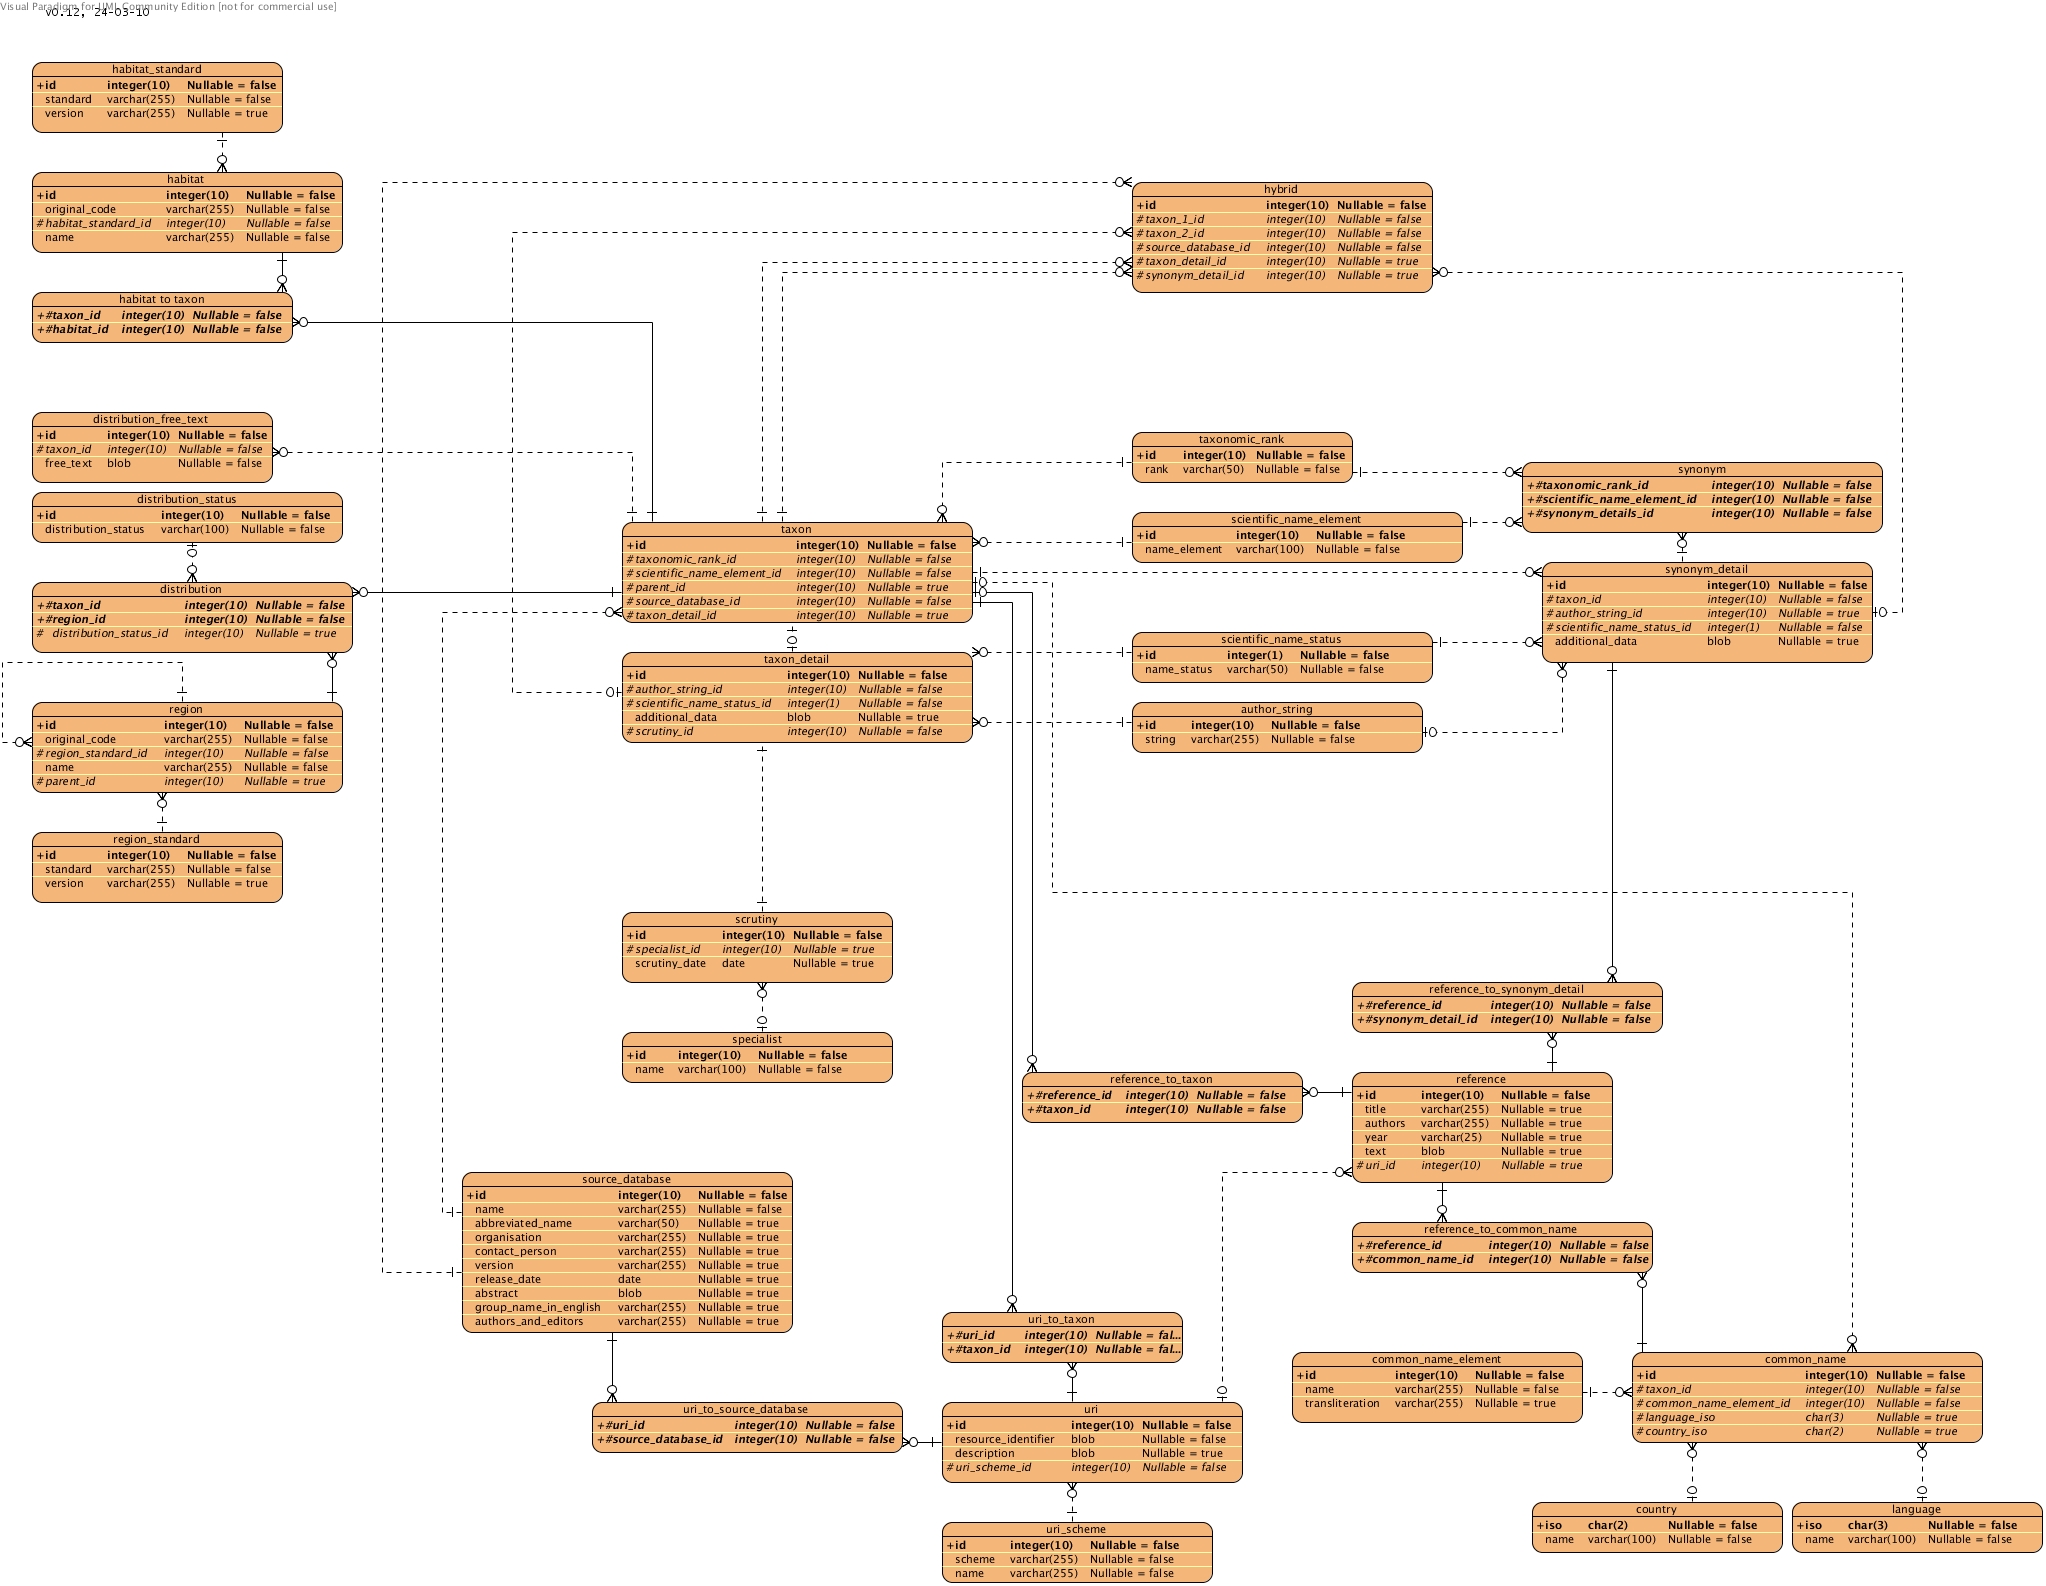 Visual Paradigm for UML Community Edition [not for commercial use]
v0.12, 24-03-10
habitat_standard
+id integer(10) Nullable = false
standard varchar(255) Nullable = false
version varchar(255) Nullable = true
habitat
+id integer(10) Nullable = false
original_code varchar(255) Nullable = false
#habitat_standard_id integer(10) Nullable = false
name varchar(255) Nullable = false
habitat to taxon
+#taxon_id integer(10) Nullable = false
+#habitat_id integer(10) Nullable = false
distribution_free_text
+id integer(10) Nullable = false
#taxon_id integer(10) Nullable = false
free_text blob Nullable = false
distribution_status
+id integer(10) Nullable = false
distribution_status varchar(100) Nullable = false
distribution
+#taxon_id integer(10) Nullable = false
+#region_id integer(10) Nullable = false
# distribution_status_id integer(10) Nullable = true
region
+id integer(10) Nullable = false
original_code varchar(255) Nullable = false
#region_standard_id integer(10) Nullable = false
name varchar(255) Nullable = false
#parent_id integer(10) Nullable = true
region_standard
+id integer(10) Nullable = false
standard varchar(255) Nullable = false
version varchar(255) Nullable = true
hybrid
+id integer(10) Nullable = false
#taxon_1_id integer(10) Nullable = false
#taxon_2_id integer(10) Nullable = false
#source_database_id integer(10) Nullable = false
#taxon_detail_id integer(10) Nullable = true
#synonym_detail_id integer(10) Nullable = true
taxonomic_rank
+id integer(10) Nullable = false
rank varchar(50) Nullable = false
synonym
+#taxonomic_rank_id integer(10) Nullable = false
+#scientific_name_element_id integer(10) Nullable = false
+#synonym_details_id integer(10) Nullable = false
scientific_name_element
+id integer(10) Nullable = false
name_element varchar(100) Nullable = false
taxon
+id integer(10) Nullable = false
#taxonomic_rank_id integer(10) Nullable = false
#scientific_name_element_id integer(10) Nullable = false
#parent_id integer(10) Nullable = true
#source_database_id integer(10) Nullable = false
#taxon_detail_id integer(10) Nullable = true
synonym_detail
+id integer(10) Nullable = false
#taxon_id integer(10) Nullable = false
#author_string_id integer(10) Nullable = true
#scientific_name_status_id integer(1) Nullable = false
additional_data blob Nullable = true
scientific_name_status
+id integer(1) Nullable = false
name_status varchar(50) Nullable = false
taxon_detail
+id integer(10) Nullable = false
#author_string_id integer(10) Nullable = false
#scientific_name_status_id integer(1) Nullable = false
additional_data blob Nullable = true
#scrutiny_id integer(10) Nullable = false
author_string
+id integer(10) Nullable = false
string varchar(255) Nullable = false
scrutiny
+id integer(10) Nullable = false
#specialist_id integer(10) Nullable = true
scrutiny_date date Nullable = true
specialist
+id integer(10) Nullable = false
name varchar(100) Nullable = false
reference_to_synonym_detail
+#reference_id integer(10) Nullable = false
+#synonym_detail_id integer(10) Nullable = false
reference_to_taxon
+#reference_id integer(10) Nullable = false
+#taxon_id integer(10) Nullable = false
reference
+id integer(10) Nullable = false
title varchar(255) Nullable = true
authors varchar(255) Nullable = true
year varchar(25) Nullable = true
text blob Nullable = true
#uri_id integer(10) Nullable = true
source_database
+id integer(10) Nullable = false
name varchar(255) Nullable = false
abbreviated_name varchar(50) Nullable = true
organisation varchar(255) Nullable = true
contact_person varchar(255) Nullable = true
version varchar(255) Nullable = true
release_date date Nullable = true
abstract blob Nullable = true
group_name_in_english varchar(255) Nullable = true
authors_and_editors varchar(255) Nullable = true
reference_to_common_name
+#reference_id integer(10) Nullable = false
+#common_name_id integer(10) Nullable = false
uri_to_taxon
+#uri_id integer(10) Nullable = fal...
+#taxon_id integer(10) Nullable = fal...
common_name_element
+id integer(10) Nullable = false
name varchar(255) Nullable = false
transliteration varchar(255) Nullable = true
common_name
+id integer(10) Nullable = false
#taxon_id integer(10) Nullable = false
#common_name_element_id integer(10) Nullable = false
#language_iso char(3) Nullable = true
#country_iso char(2) Nullable = true
uri_to_source_database
+#uri_id integer(10) Nullable = false
+#source_database_id integer(10) Nullable = false
uri
+id integer(10) Nullable = false
resource_identifier blob Nullable = false
description blob Nullable = true
#uri_scheme_id integer(10) Nullable = false
uri_scheme
+id integer(10) Nullable = false
scheme varchar(255) Nullable = false
name varchar(255) Nullable = false
country
+iso char(2) Nullable = false
name varchar(100) Nullable = false
language
+iso char(3) Nullable = false
name varchar(100) Nullable = false